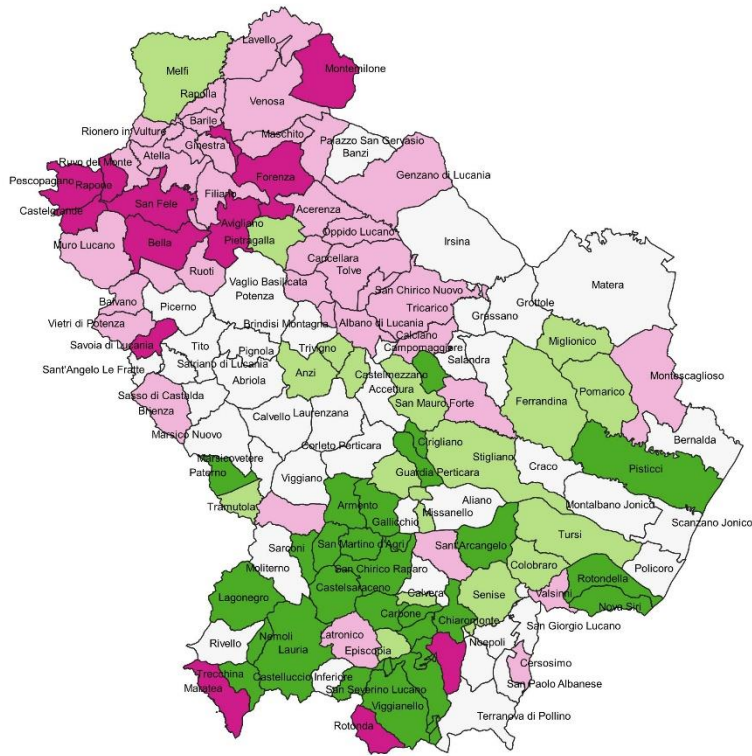 Lavello
Montemilone
Melfi
Rapolla
Venosa
Barile
Rionero in Vulture
Maschito
Ginestra
Palazzo San Gervasio
Banzi
Atella
Ruvo del Monte
Forenza
Genzano di Lucania
Pescopagano
Rapone
Filiano
San Fele
Castelgrande
Acerenza
Avigliano
Oppido Lucano
Pietragalla
Bella
Irsina
Muro Lucano
Cancellara
Ruoti
Tolve
Vaglio Basilicata
Potenza
San Chirico Nuovo
Matera
Balvano
Picerno
Tricarico
Grottole
Grassano
Vietri di Potenza
Brindisi Montagna
Albano di Lucania
Calciano
Miglionico
Savoia di Lucania
Tito
Pignola
Trivigno
Campomaggiore
Salandra
Sant'Angelo Le Fratte
Satriano di Lucania
Castelmezzano
Montescaglioso
Abriola
Anzi
Accettura
Pomarico
Sasso di Castalda
San Mauro Forte
Ferrandina
Brienza
Calvello
Laurenzana
Marsico Nuovo
Cirigliano
Bernalda
Corleto Perticara
Stigliano
Marsicovetere
Paterno
Guardia Perticara
Craco
Pisticci
Viggiano
Aliano
Tramutola
Armento
Missanello
Montalbano Jonico
Gallicchio
Scanzano Jonico
Sarconi
San Martino d'Agri
Sant'Arcangelo
Tursi
Moliterno
San Chirico Raparo
Colobraro
Policoro
Rotondella
Lagonegro
Castelsaraceno
Calvera
Senise
Valsinni
Nova Siri
Carbone
Chiaromonte
San Giorgio Lucano
Rivello
Nemoli
Latronico
Noepoli
Lauria
Episcopia
Cersosimo
Trecchina
Castelluccio Inferiore
San Paolo Albanese
Maratea
San Severino Lucano
Viggianello
Rotonda
Terranova di Pollino